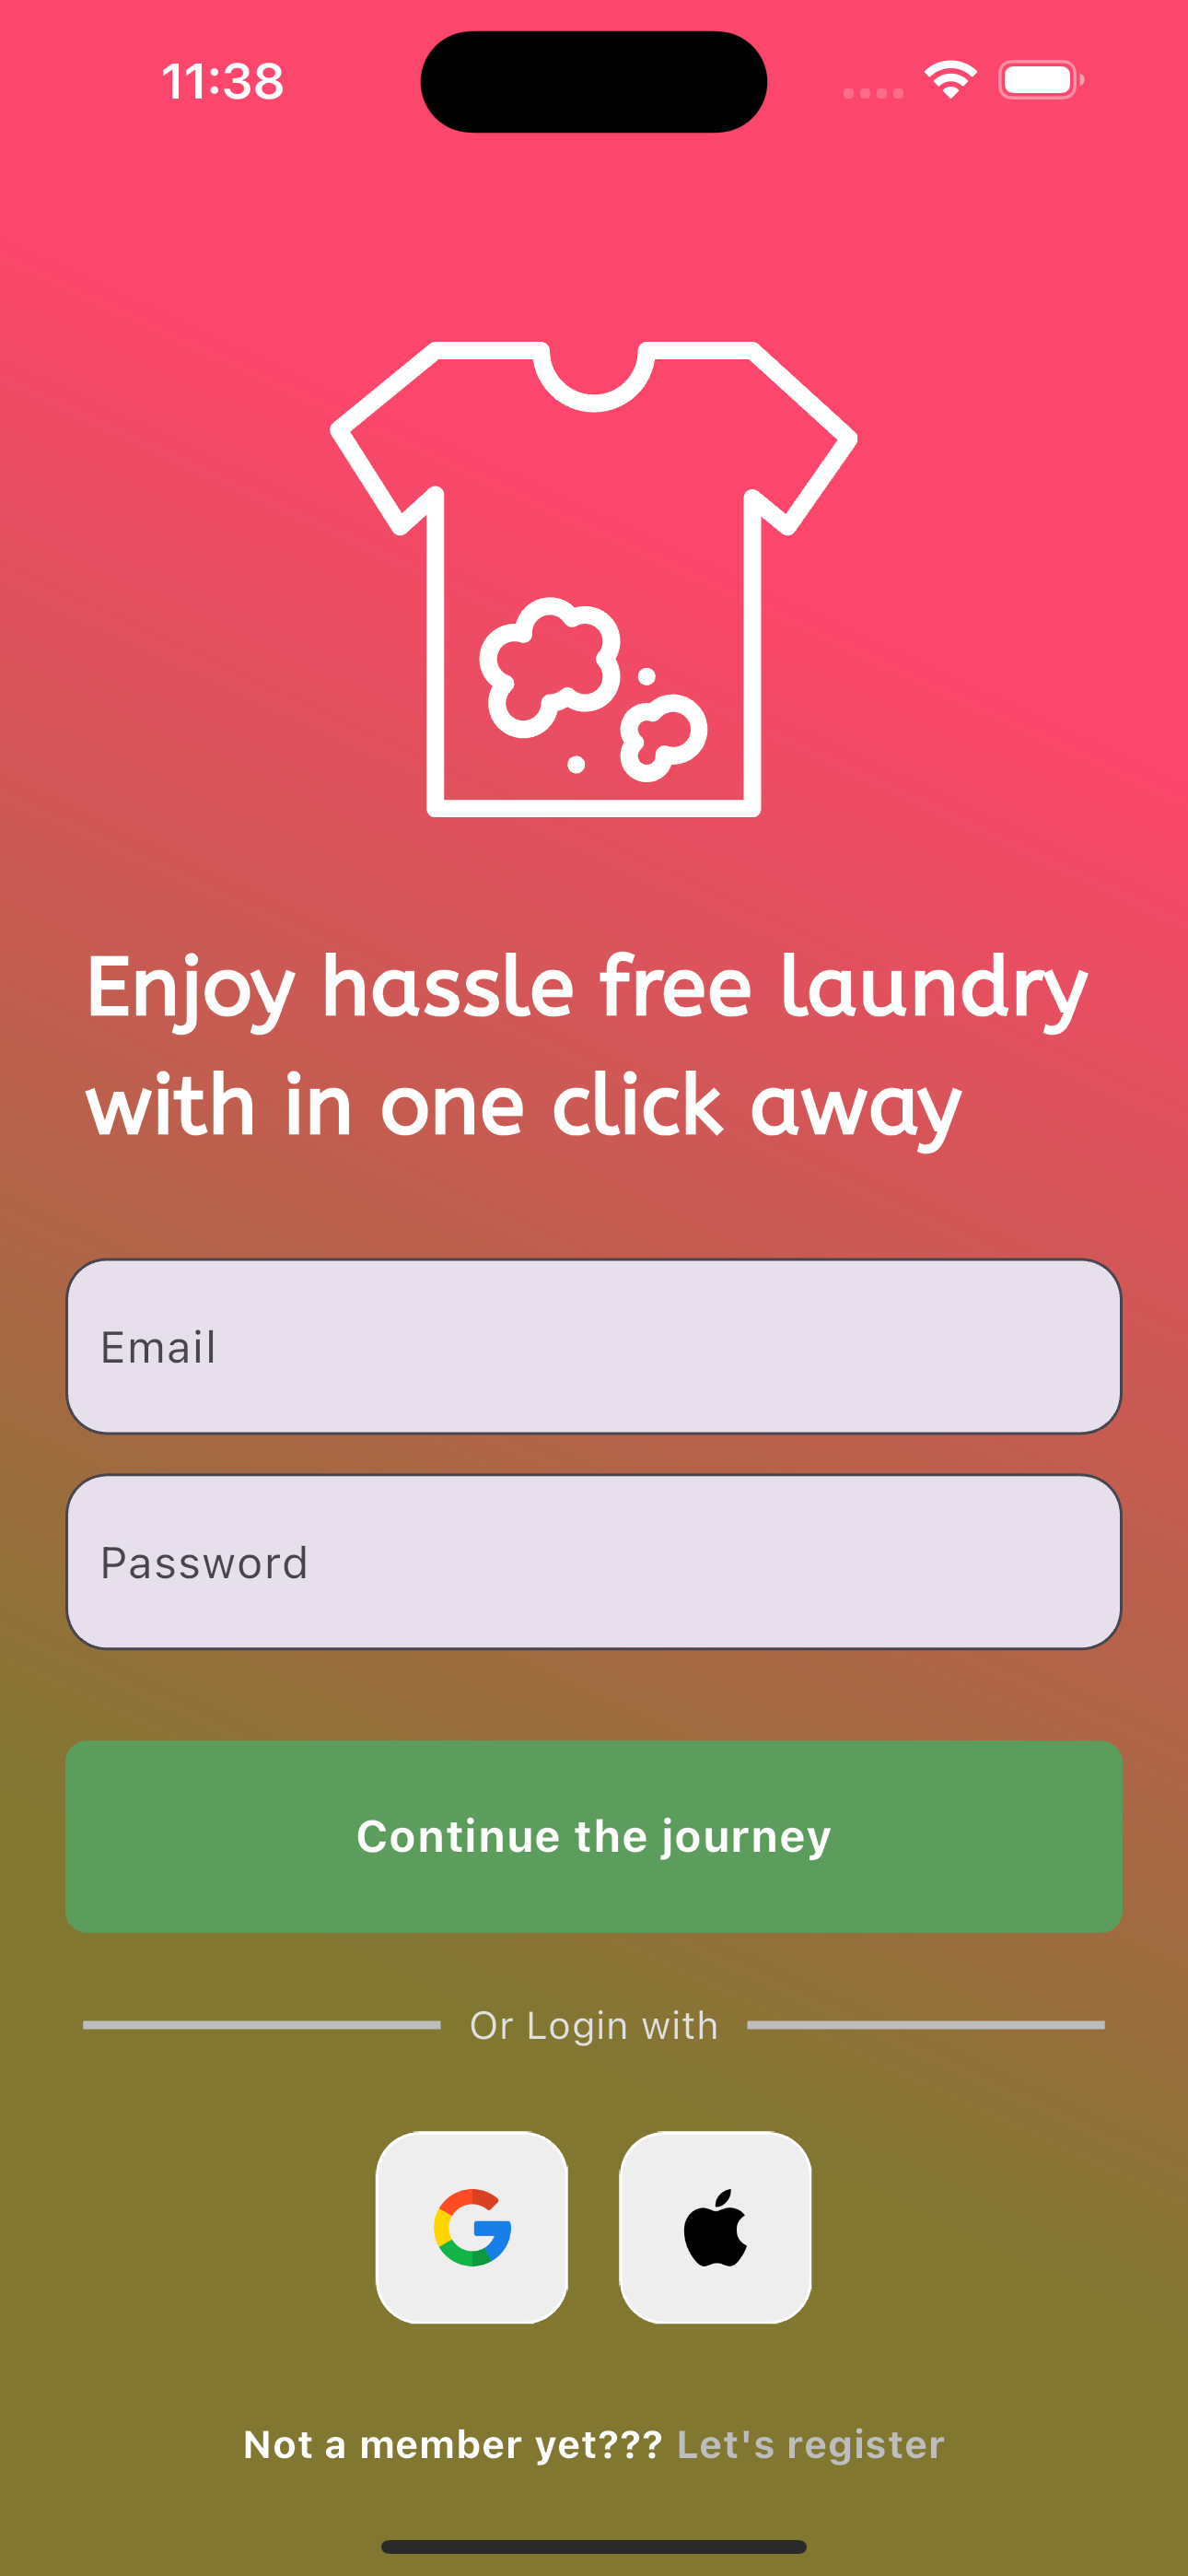 11:38
Enjoy hassle free laundry
with in one click away
Email
Password
Continue the journey
Or Login with
Not a member yet??? Let's register